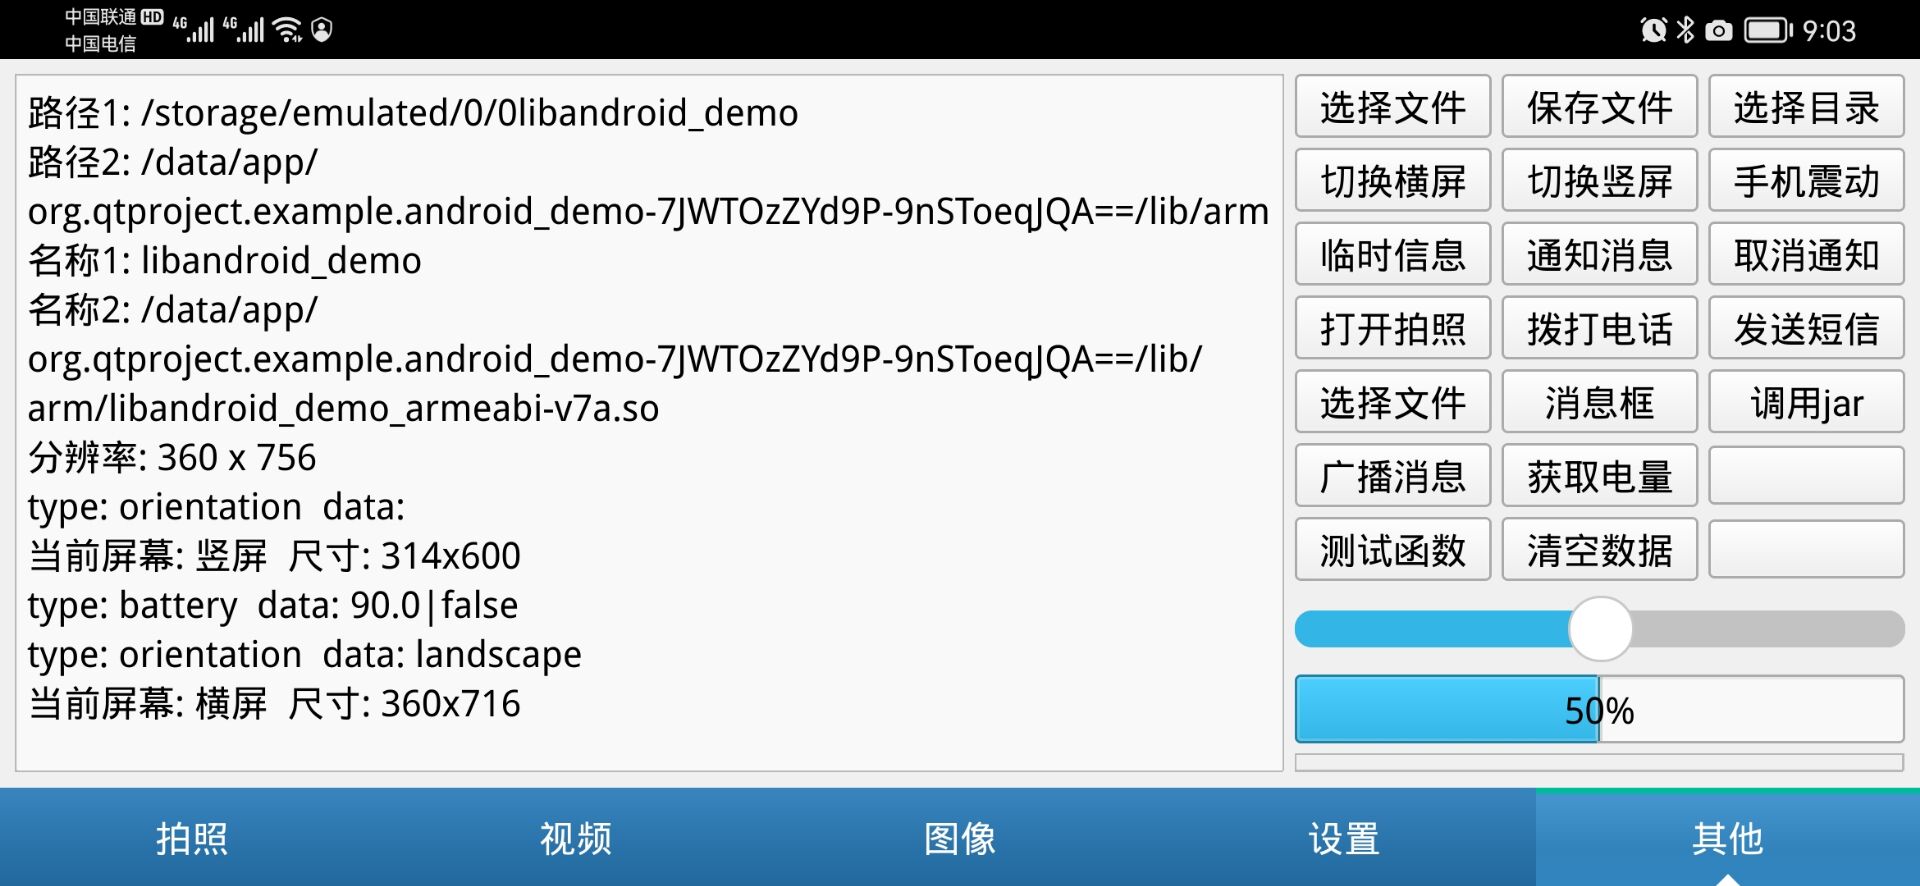 中国联通 HD 4G 4G 9:03
中国电信
路径1: /storage/emulated/0/0libandroid_demo
路径2: /data/app/
org.qtproject.example.android_demo-7JWTOzZYd9P-9nSToeqJQA==/lib/arm
名称1: libandroid_demo
名称2: /data/app/
org.qtproject.example.android_demo-7JWTOzZYd9P-9nSToeqJQA==/lib/
arm/libandroid_demo_armeabi-v7a.so
分辨率: 360 x 756
type: orientation  data:
当前屏幕: 竖屏  尺寸: 314x600
type: battery  data: 90.0|false
type: orientation  data: landscape
当前屏幕: 横屏  尺寸: 360x716
选择文件 保存文件 选择目录
切换横屏 切换竖屏 手机震动
临时信息 通知消息 取消通知
打开拍照 拨打电话 发送短信
选择文件 消息框 调用jar
广播消息 获取电量
测试函数 清空数据
50%
拍照 视频 图像 设置 其他